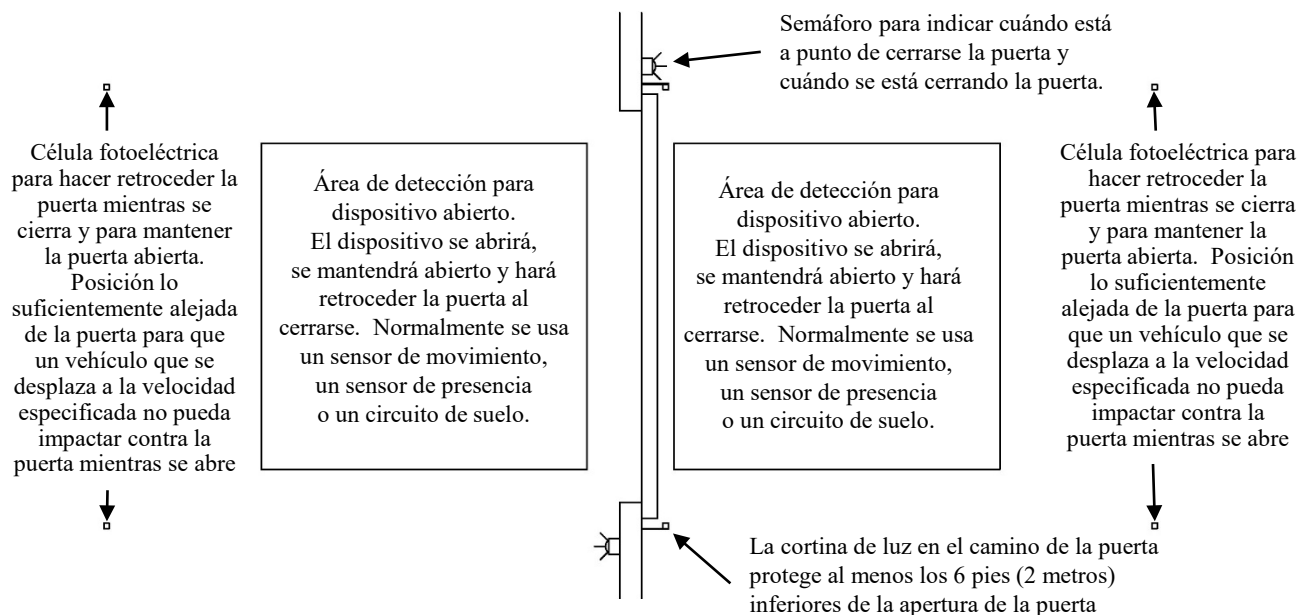 Semáforo para indicar cuándo está
a punto de cerrarse la puerta y
cuándo se está cerrando la puerta.
Célula fotoeléctrica
para hacer retroceder la
puerta mientras se
cierra y para mantener
la puerta abierta.
Posición lo
suficientemente alejada
de la puerta para que
un vehículo que se
desplaza a la velocidad
especificada no pueda
impactar contra la
puerta mientras se abre
Área de detección para
dispositivo abierto.
El dispositivo se abrirá,
se mantendrá abierto y hará
retroceder la puerta al
cerrarse.  Normalmente se usa
un sensor de movimiento,
un sensor de presencia
o un circuito de suelo.
Área de detección para
dispositivo abierto.
El dispositivo se abrirá,
se mantendrá abierto y hará
retroceder la puerta al
cerrarse.  Normalmente se usa
un sensor de movimiento,
un sensor de presencia
o un circuito de suelo.
Célula fotoeléctrica para
hacer retroceder la
puerta mientras se cierra
y para mantener la
puerta abierta.  Posición
lo suficientemente
alejada de la puerta para
que un vehículo que se
desplaza a la velocidad
especificada no pueda
impactar contra la
puerta mientras se abre
La cortina de luz en el camino de la puerta
protege al menos los 6 pies (2 metros)
inferiores de la apertura de la puerta